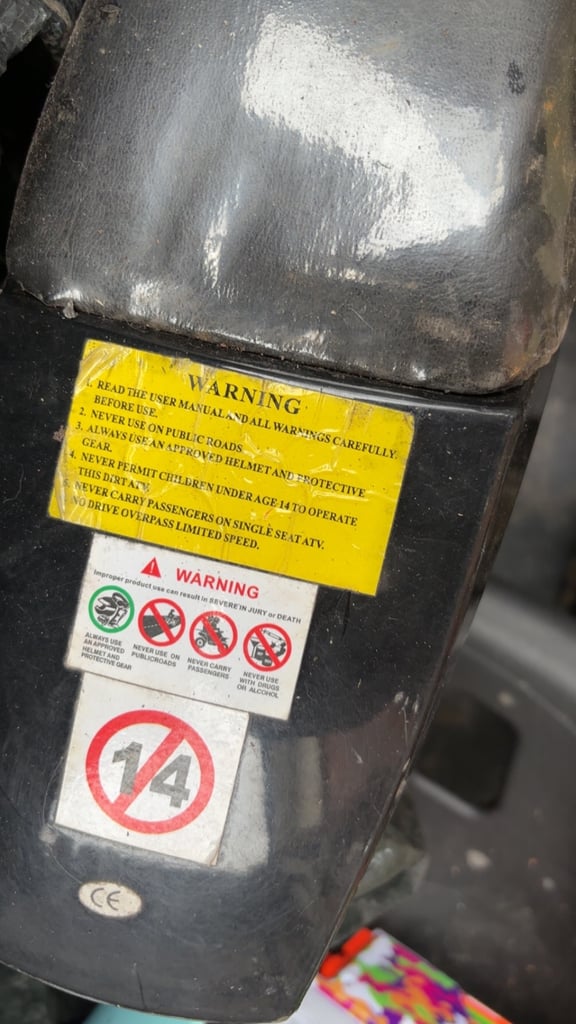 WARNING
1. READ THE USER MANUAL AND ALL WARNINGS CAREFULLY
BEFORE USE.
2. NEVER USE ON PUBLIC ROADS
3. ALWAYS USE AN APPROVED HELMET AND PROTECTIVE
GEAR.
4. NEVER PERMIT CHILDREN UNDER AGE 14 TO OPERATE
THIS DIRT ATV.
5. NEVER CARRY PASSENGERS ON SINGLE SEAT ATV.
NO DRIVE OVERPASS LIMITED SPEED.
WARNING
Improper product use can result in SEVERE IN JURY or DEATH
ALWAYS USE
AN APPROVED
HELMET AND
PROTECTIVE GEAR
NEVER USE ON
PUBLICROADS
NEVER CARRY
PASSENGERS
NEVER USE
WITH DRUGS
OR ALCOHOL
14
CE